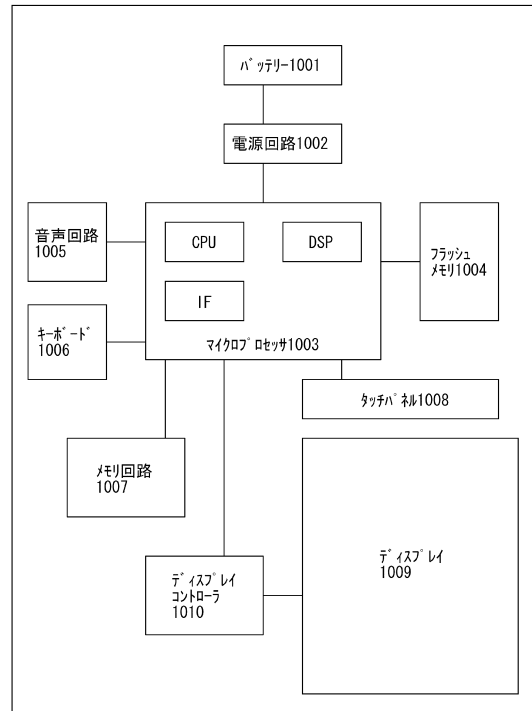 ﾊﾞｯﾃﾘｰ1001
電源回路1002
音声回路
1005
CPU
DSP
ﾌﾗｯｼｭ
ﾒﾓﾘ1004
IF
ｷｰﾎﾞｰﾄﾞ
1006
ﾏｲｸﾛﾌﾟﾛｾｯｻ1003
ﾀｯﾁﾊﾟﾈﾙ1008
ﾒﾓﾘ回路
1007
ﾃﾞｨｽﾌﾟﾚｲ
1009
ﾃﾞｨｽﾌﾟﾚｲ
ｺﾝﾄﾛｰﾗ
1010